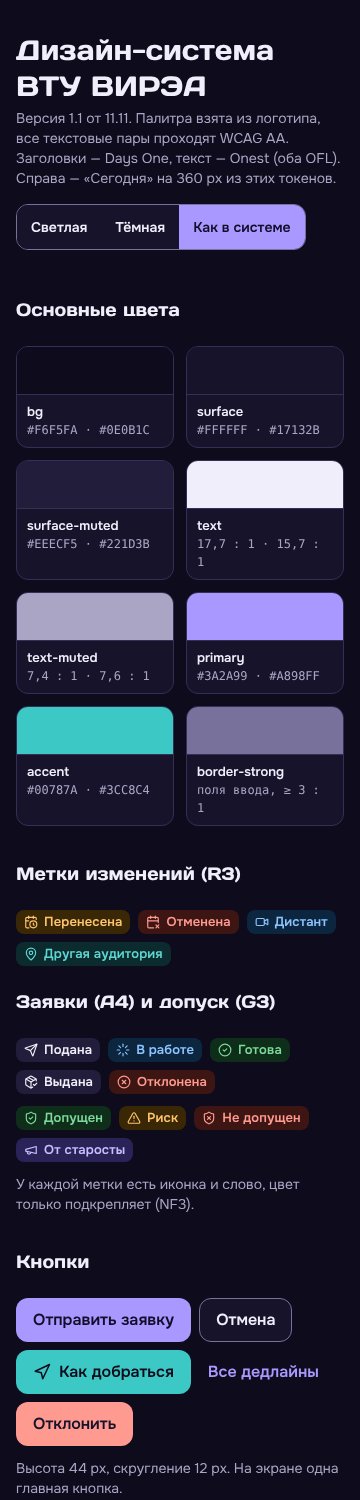 Дизайн-система
ВТУ ВИРЭА
Версия 1.1 от 11.11. Палитра взята из логотипа,
все текстовые пары проходят WCAG AA.
Заголовки — Days One, текст — Onest (оба OFL).
Справа — «Сегодня» на 360 px из этих токенов.
Светлая Тёмная Как в системе
Основные цвета
bg
#F6F5FA · #0E0B1C
surface
#FFFFFF · #17132B
surface-muted
#EEECF5 · #221D3B
text
17,7 : 1 · 15,7 :
1
text-muted
7,4 : 1 · 7,6 : 1
primary
#3A2A99 · #A898FF
accent
#00787A · #3CC8C4
border-strong
поля ввода, ≥ 3 :
1
Метки изменений (R3)
Перенесена Отменена Дистант
Другая аудитория
Заявки (A4) и допуск (G3)
Подана В работе Готова
Выдана Отклонена
Допущен Риск Не допущен
От старосты
У каждой метки есть иконка и слово, цвет
только подкрепляет (NF3).
Кнопки
Отправить заявку Отмена
Как добраться Все дедлайны
Отклонить
Высота 44 px, скругление 12 px. На экране одна
главная кнопка.